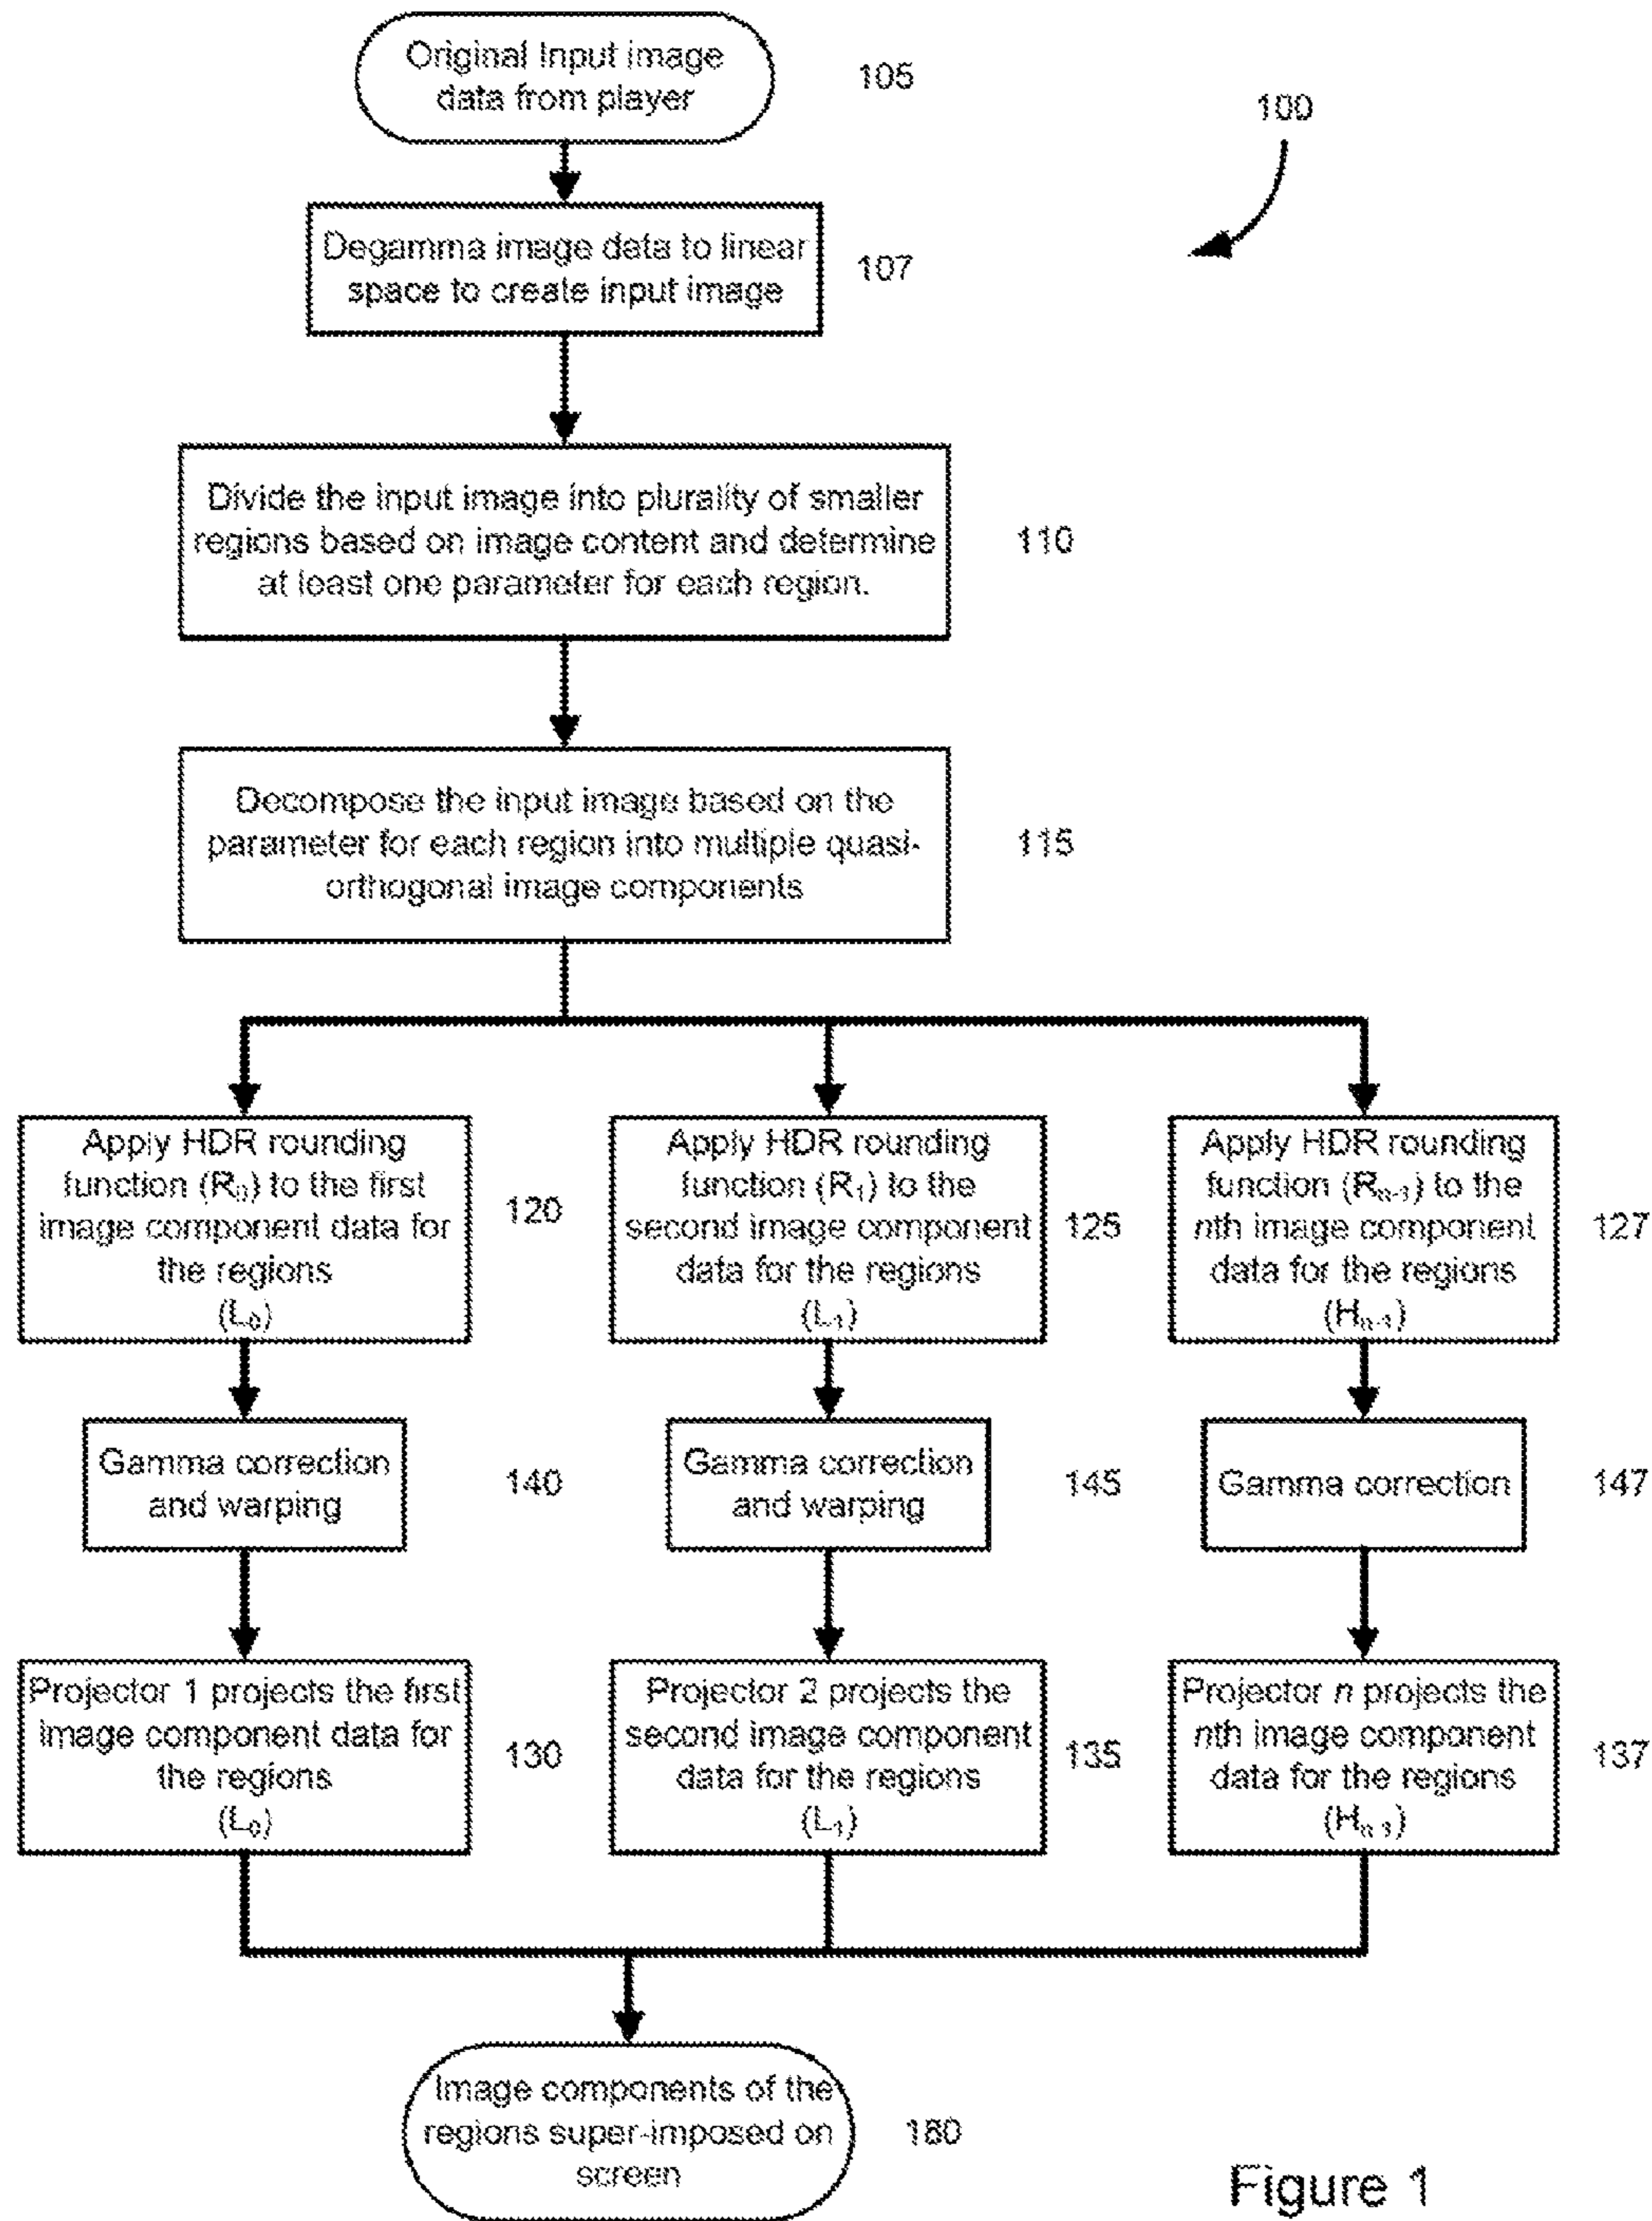 Original Input image
data from player
105
100
Degamma image data to linear
space to create input image
107
Divide the input image into plurality of smaller
regions based on image content and determine
at least one parameter for each region.
110
Decompose the input image based on the
parameter for each region into multiple quasi-
orthogonal image components
115
Apply HDR rounding
function (R₀) to the first
image component data for
the regions
(L₀)
120
Apply HDR rounding
function (R₁) to the
second image component
data for the regions
(L₁)
125
Apply HDR rounding
function (Rₙ₋₁) to the
nth image component
data for the regions
(Hₙ₋₁)
127
Gamma correction
and warping
140
Gamma correction
and warping
145
Gamma correction
147
Projector 1 projects the first
image component data for
the regions
(L₀)
130
Projector 2 projects the
second image component
data for the regions
(L₁)
135
Projector n projects the
nth image component
data for the regions
(Hₙ₋₁)
137
Image components of the
regions super-imposed on
screen
180
Figure 1